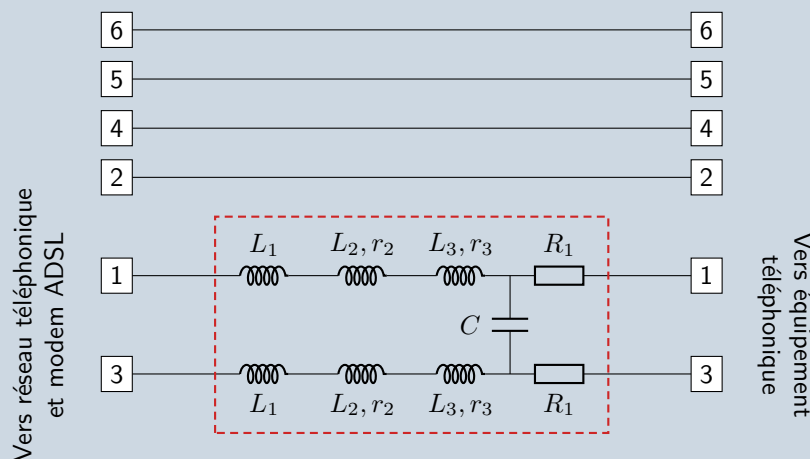 6 6
5 5
4 4
2 2
Vers réseau téléphonique
et modem ADSL
L₁ L₂, r₂ L₃, r₃ R₁
1 1
C
3 3
L₁ L₂, r₂ L₃, r₃ R₁
Vers équipement
téléphonique